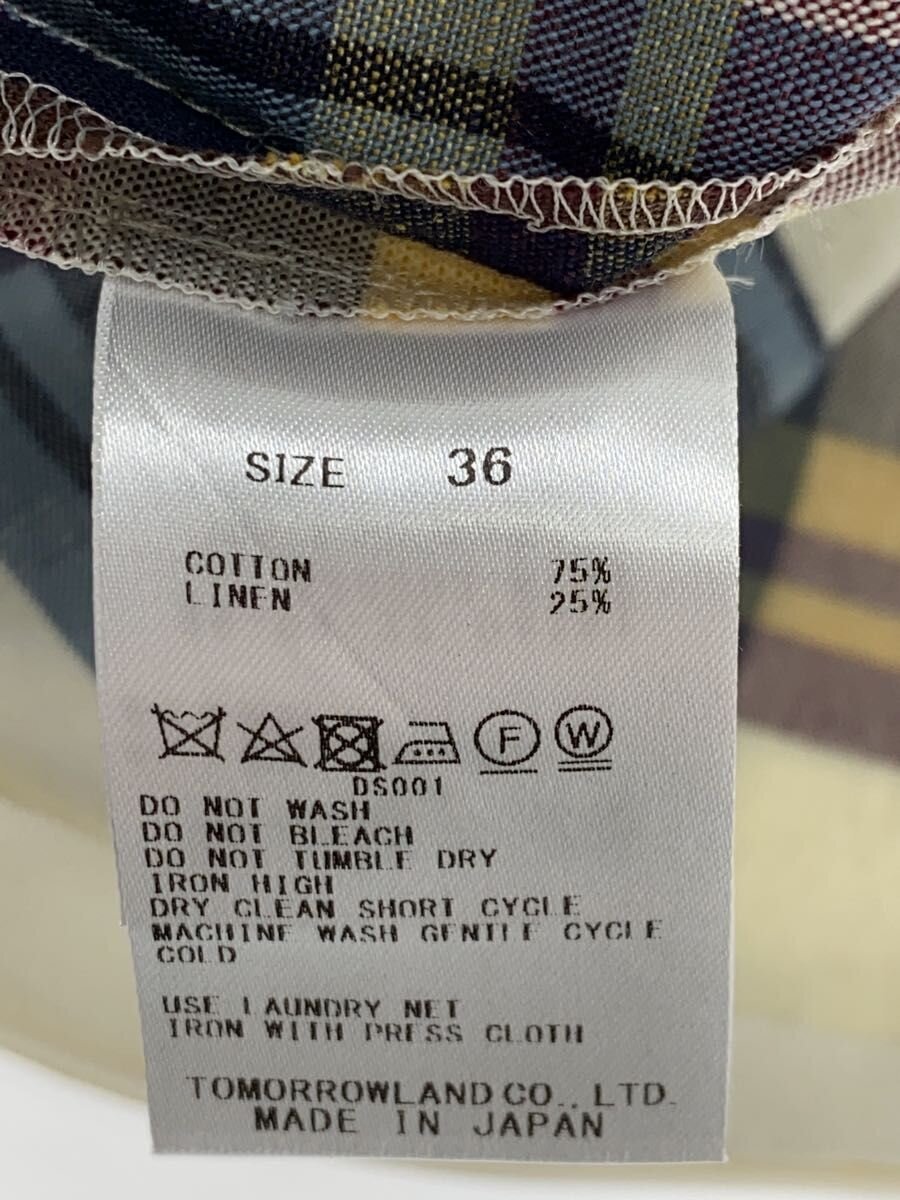 SIZE 36
COTTON 75%
LINEN 25%
F W
DS001
DO NOT WASH
DO NOT BLEACH
DO NOT TUMBLE DRY
IRON HIGH
DRY CLEAN SHORT CYCLE
MACHINE WASH GENTLE CYCLE
COLD
USE LAUNDRY NET
IRON WITH PRESS CLOTH
TOMORROWLAND CO., LTD.
MADE IN JAPAN